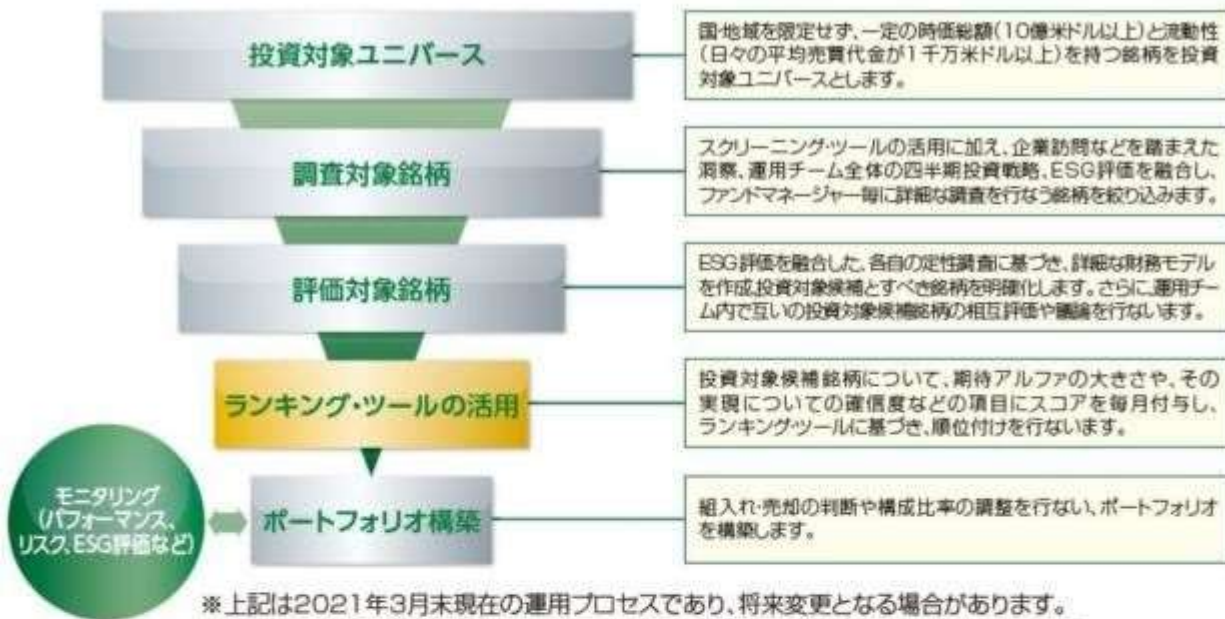 投資対象ユニバース
国・地域を限定せず、一定の時価総額(10億米ドル以上)と流動性
(日々の平均売買代金が1千万米ドル以上)を持つ銘柄を投資
対象ユニバースとします。
調査対象銘柄
スクリーニング・ツールの活用に加え、企業訪問などを踏まえた
洞察、運用チーム全体の四半期投資戦略、ESG評価を融合し、
ファンドマネージャー毎に詳細な調査を行なう銘柄を絞り込みます。
評価対象銘柄
ESG評価を融合した、各自の定性調査に基づき、詳細な財務モデル
を作成、投資対象候補とすべき銘柄を明確化します。さらに、運用チー
ム内で互いの投資対象候補銘柄の相互評価や議論を行ないます。
ランキング・ツールの活用
投資対象候補銘柄について、期待アルファの大きさや、その
実現についての確信度などの項目にスコアを毎月付与し、
ランキング・ツールに基づき、順位付けを行ないます。
モニタリング
(パフォーマンス、
リスク、ESG評価など)
ポートフォリオ構築
組入れ・売却の判断や構成比率の調整を行ない、ポートフォリオ
を構築します。
※上記は2021年3月末現在の運用プロセスであり、将来変更となる場合があります。